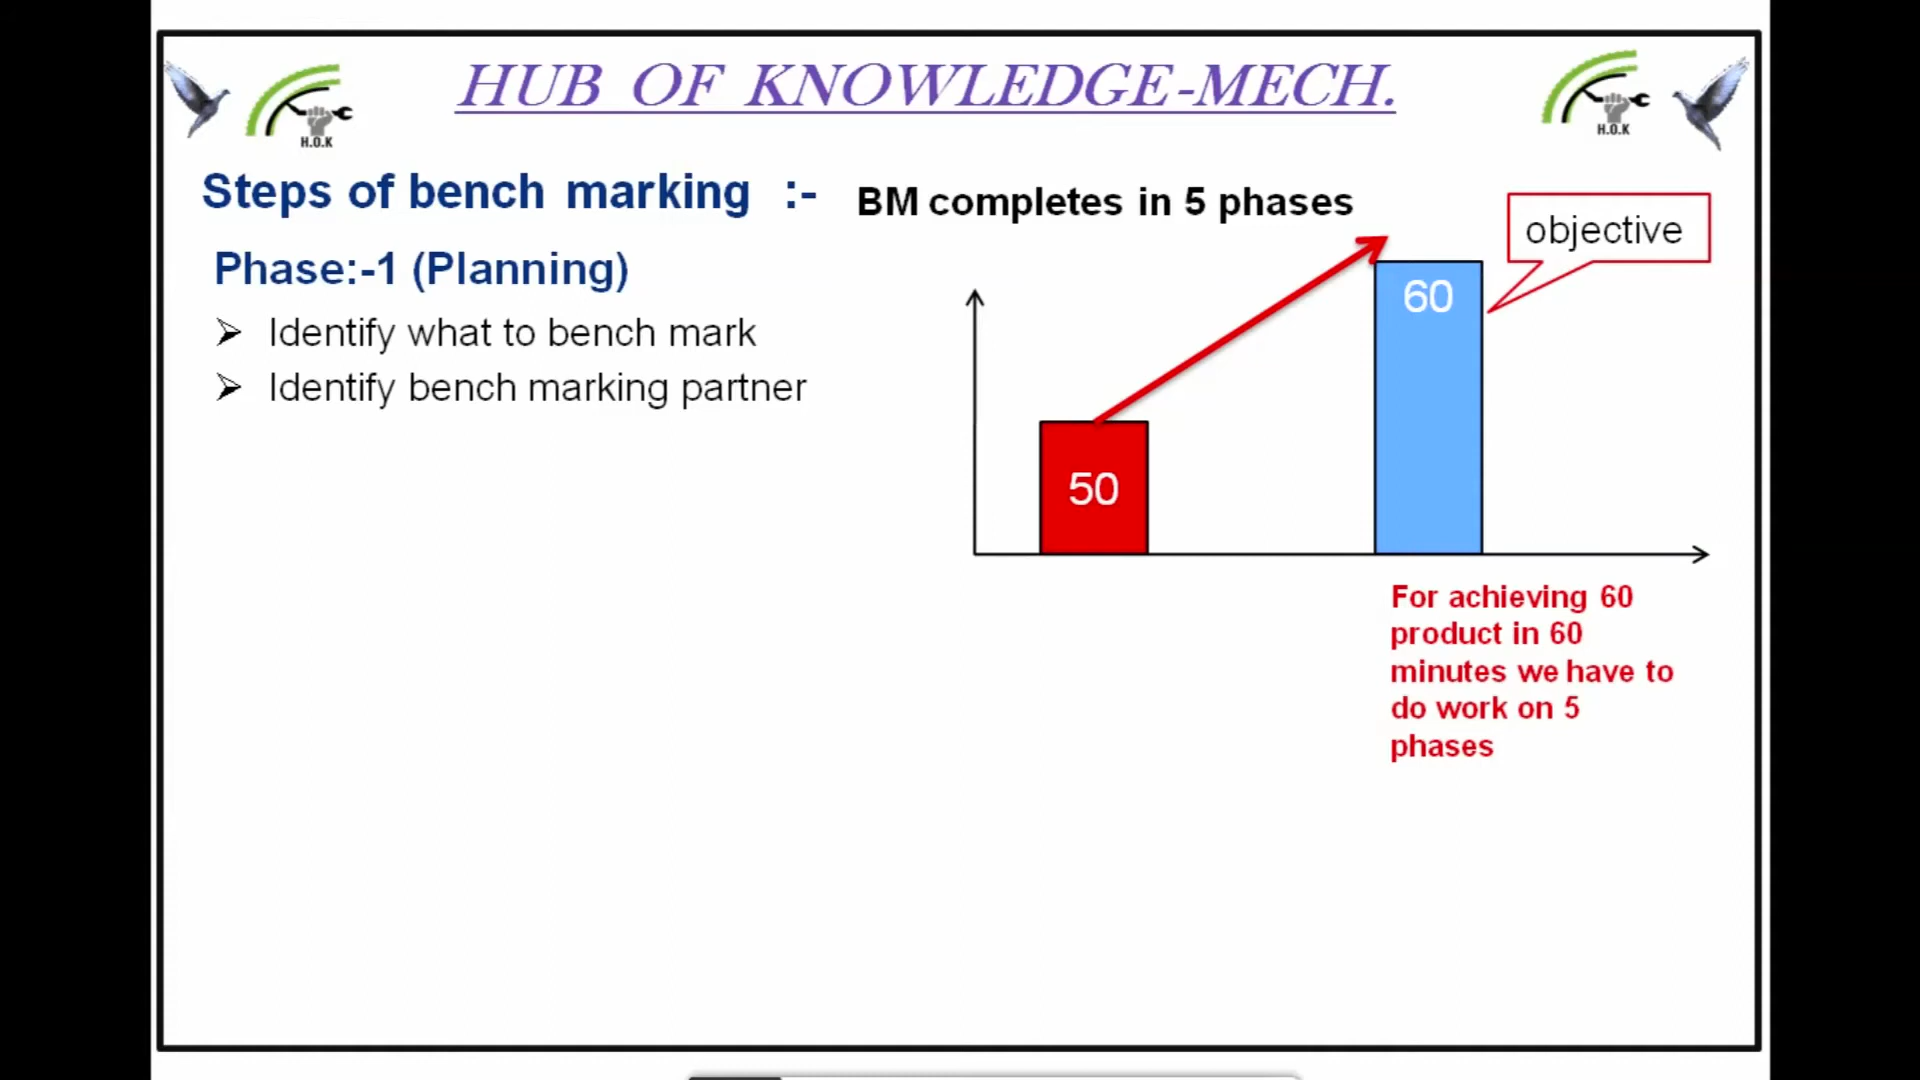 HUB OF KNOWLEDGE-MECH.
H.O.K
H.O.K
Steps of bench marking :-
BM completes in 5 phases
objective
Phase:-1 (Planning)
Identify what to bench mark
Identify bench marking partner
60
50
For achieving 60
product in 60
minutes we have to
do work on 5
phases